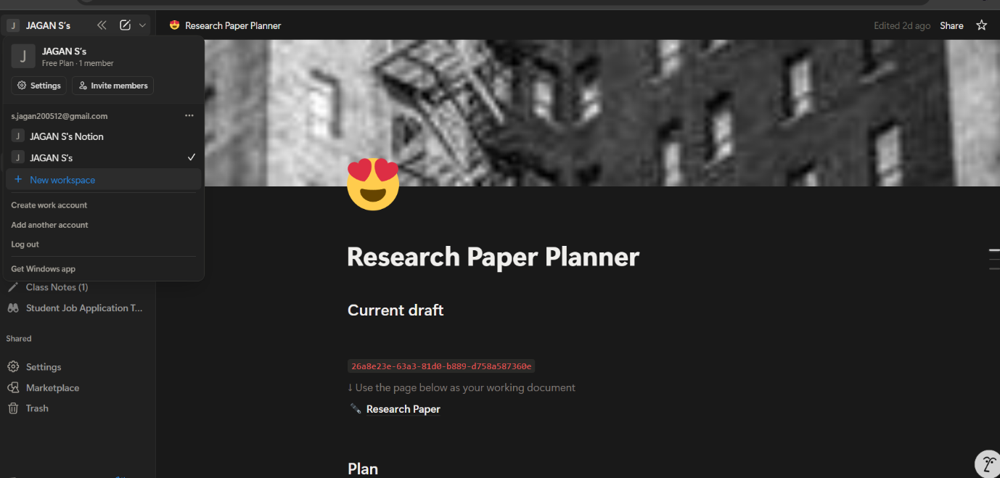 J JAGAN S's
Research Paper Planner
Edited 2d ago Share
J JAGAN S's
Free Plan · 1 member
Settings Invite members
s.jagan200512@gmail.com
J JAGAN S's Notion
J JAGAN S's
+ New workspace
Create work account
Add another account
Log out
Get Windows app
Class Notes (1)
Student Job Application T...
Shared
Settings
Marketplace
Trash
Research Paper Planner
Current draft
26a8e23e-63a3-81d0-b889-d758a587360e
↓ Use the page below as your working document
Research Paper
Plan